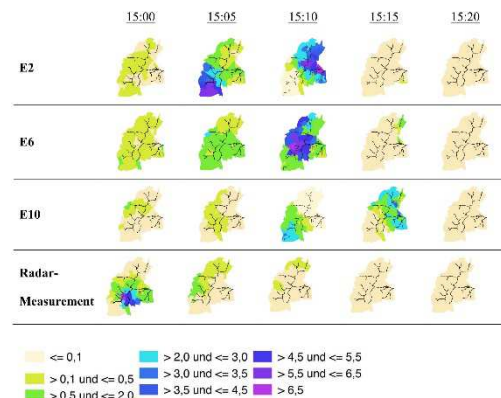 15:00 15:05 15:10 15:15 15:20
E2
E6
E10
Radar-
Measurement
<= 0,1 > 2,0 und <= 3,0 > 4,5 und <= 5,5
> 0,1 und <= 0,5 > 3,0 und <= 3,5 > 5,5 und <= 6,5
> 0,5 und <= 2,0 > 3,5 und <= 4,5 > 6,5